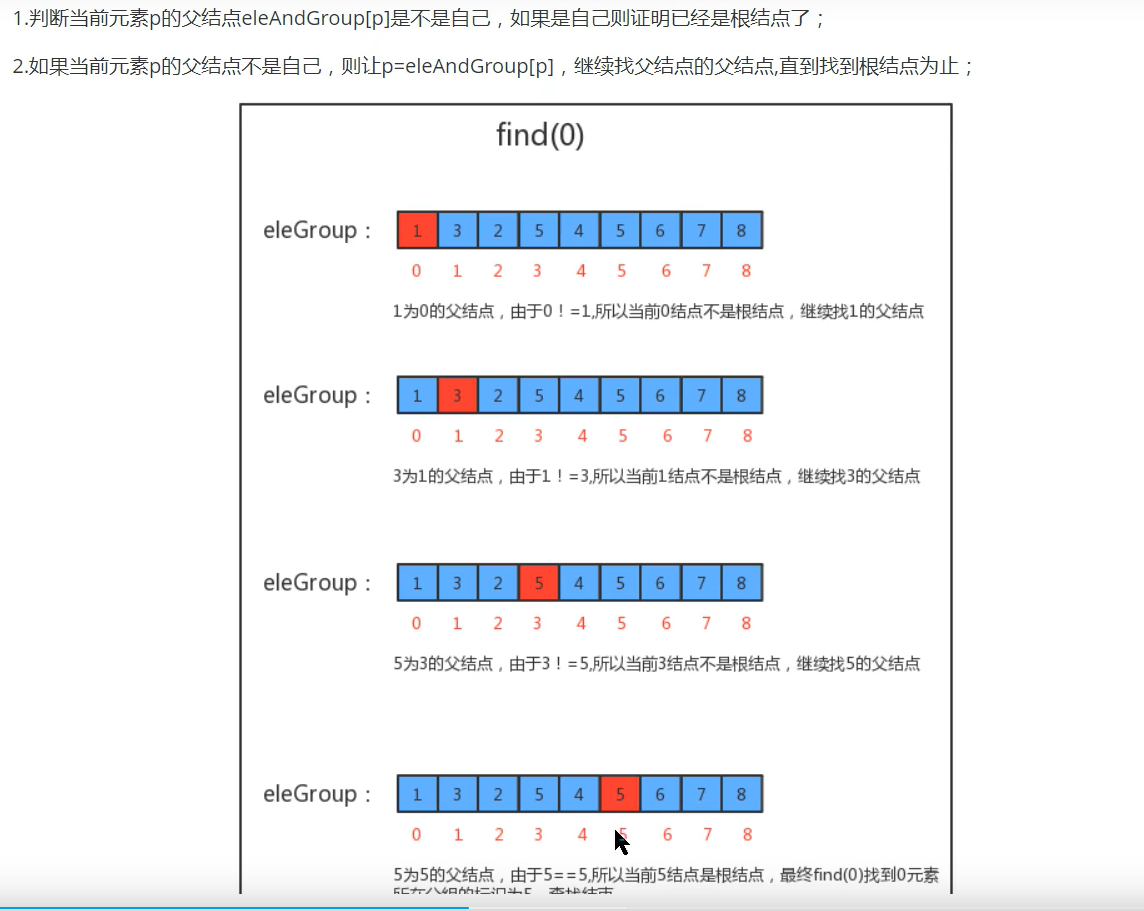 1.判断当前元素p的父结点eleAndGroup[p]是不是自己，如果是自己则证明已经是根结点了；
2.如果当前元素p的父结点不是自己，则让p=eleAndGroup[p]，继续找父结点的父结点,直到找到根结点为止；
find(0)
eleGroup： 1 3 2 5 4 5 6 7 8
0 1 2 3 4 5 6 7 8
1为0的父结点，由于0！=1,所以当前0结点不是根结点，继续找1的父结点
eleGroup： 1 3 2 5 4 5 6 7 8
0 1 2 3 4 5 6 7 8
3为1的父结点，由于1！=3,所以当前1结点不是根结点，继续找3的父结点
eleGroup： 1 3 2 5 4 5 6 7 8
0 1 2 3 4 5 6 7 8
5为3的父结点，由于3！=5,所以当前3结点不是根结点，继续找5的父结点
eleGroup： 1 3 2 5 4 5 6 7 8
0 1 2 3 4 5 6 7 8
5为5的父结点，由于5==5,所以当前5结点是根结点，最终find(0)找到0元素